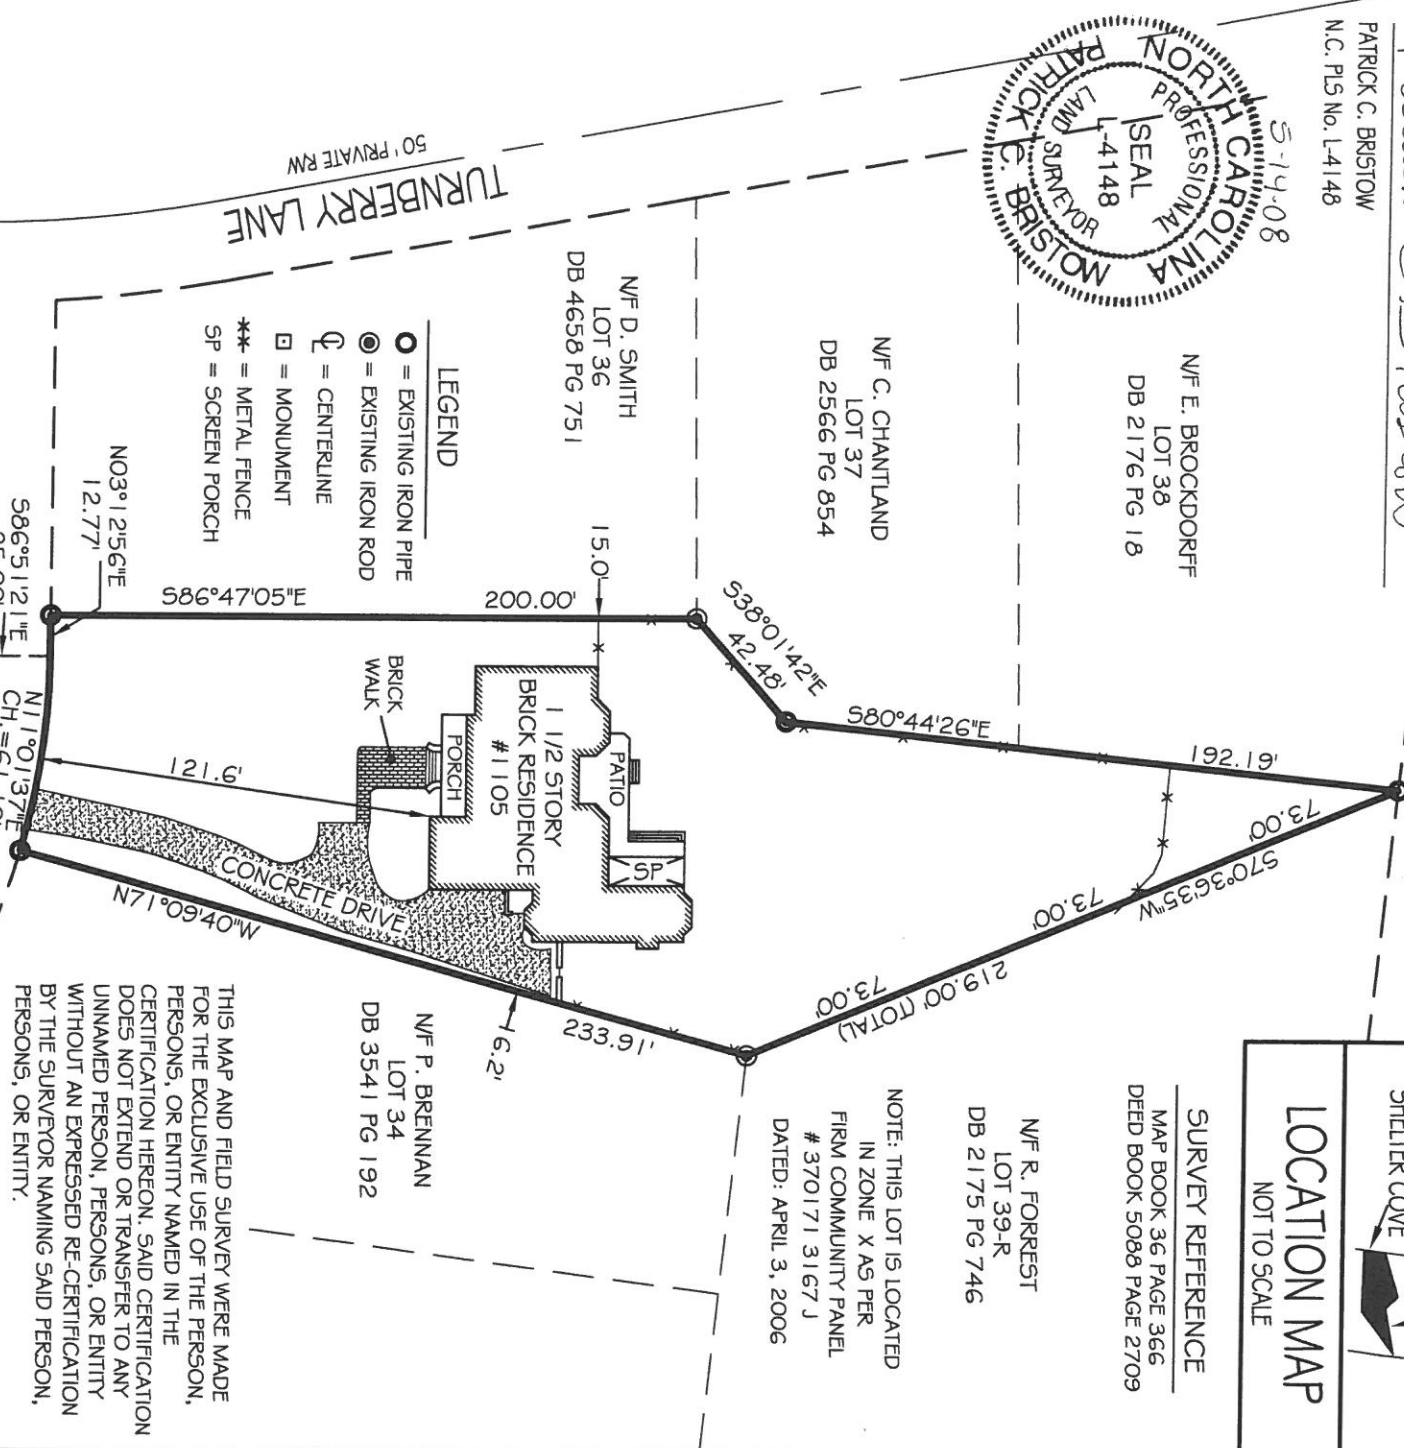 PATRICK C. BRISTOW
N.C. PLS No. L-4148
5-14-08
NORTH CAROLINA
PROFESSIONAL
SEAL
L-4148
LAND SURVEYOR
PATRICK C. BRISTOW
50' PRIVATE RW
TURNBERRY LANE
N/F E. BROCKDORFF
LOT 38
DB 2176 PG 18
N/F C. CHANTLAND
LOT 37
DB 2566 PG 854
N/F D. SMITH
LOT 36
DB 4658 PG 751
LEGEND
= EXISTING IRON PIPE
= EXISTING IRON ROD
= CENTERLINE
= MONUMENT
= METAL FENCE
SP = SCREEN PORCH
N03°12'56"E
12.77'
S86°51'21"E
S86°47'05"E
200.00'
15.0'
S38°01'42"E
42.48'
S80°44'26"E
192.19'
73.00'
S70°36'35"W
73.00'
219.00' (TOTAL)
73.00'
PATIO
SP
1 1/2 STORY
BRICK RESIDENCE
#1105
PORCH
BRICK
WALK
121.6'
CONCRETE DRIVE
N11°01'37"E
N71°09'40"W
233.91'
16.2'
SHELTER COVE
LOCATION MAP
NOT TO SCALE
SURVEY REFERENCE
MAP BOOK 36 PAGE 366
DEED BOOK 5088 PAGE 2709
N/F R. FORREST
LOT 39-R
DB 2175 PG 746
NOTE: THIS LOT IS LOCATED
IN ZONE X AS PER
FIRM COMMUNITY PANEL
# 370171 3167 J
DATED: APRIL 3, 2006
N/F P. BRENNAN
LOT 34
DB 3541 PG 192
THIS MAP AND FIELD SURVEY WERE MADE
FOR THE EXCLUSIVE USE OF THE PERSON,
PERSONS, OR ENTITY NAMED IN THE
CERTIFICATION HEREON. SAID CERTIFICATION
DOES NOT EXTEND OR TRANSFER TO ANY
UNNAMED PERSON, PERSONS, OR ENTITY
WITHOUT AN EXPRESSED RE-CERTIFICATION
BY THE SURVEYOR NAMING SAID PERSON,
PERSONS, OR ENTITY.